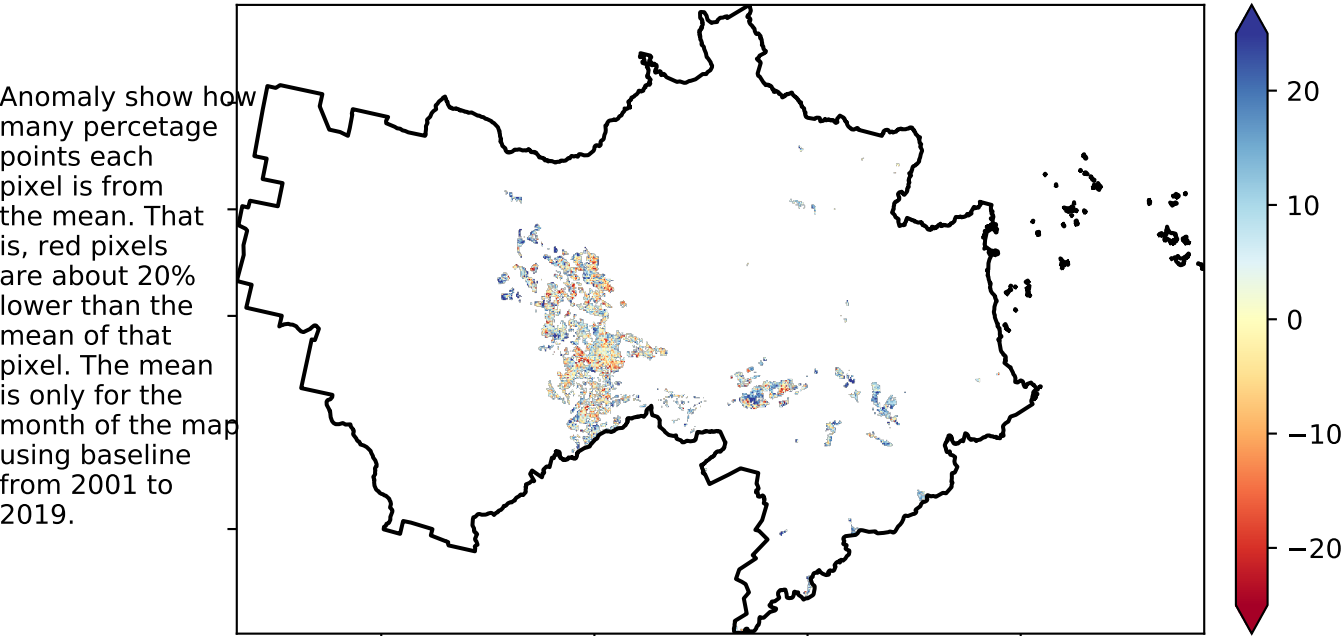 Anomaly show how
many percetage
points each
pixel is from
the mean. That
is, red pixels
are about 20%
lower than the
mean of that
pixel. The mean
is only for the
month of the map
using baseline
from 2001 to
2019.
20
10
0
−10
−20